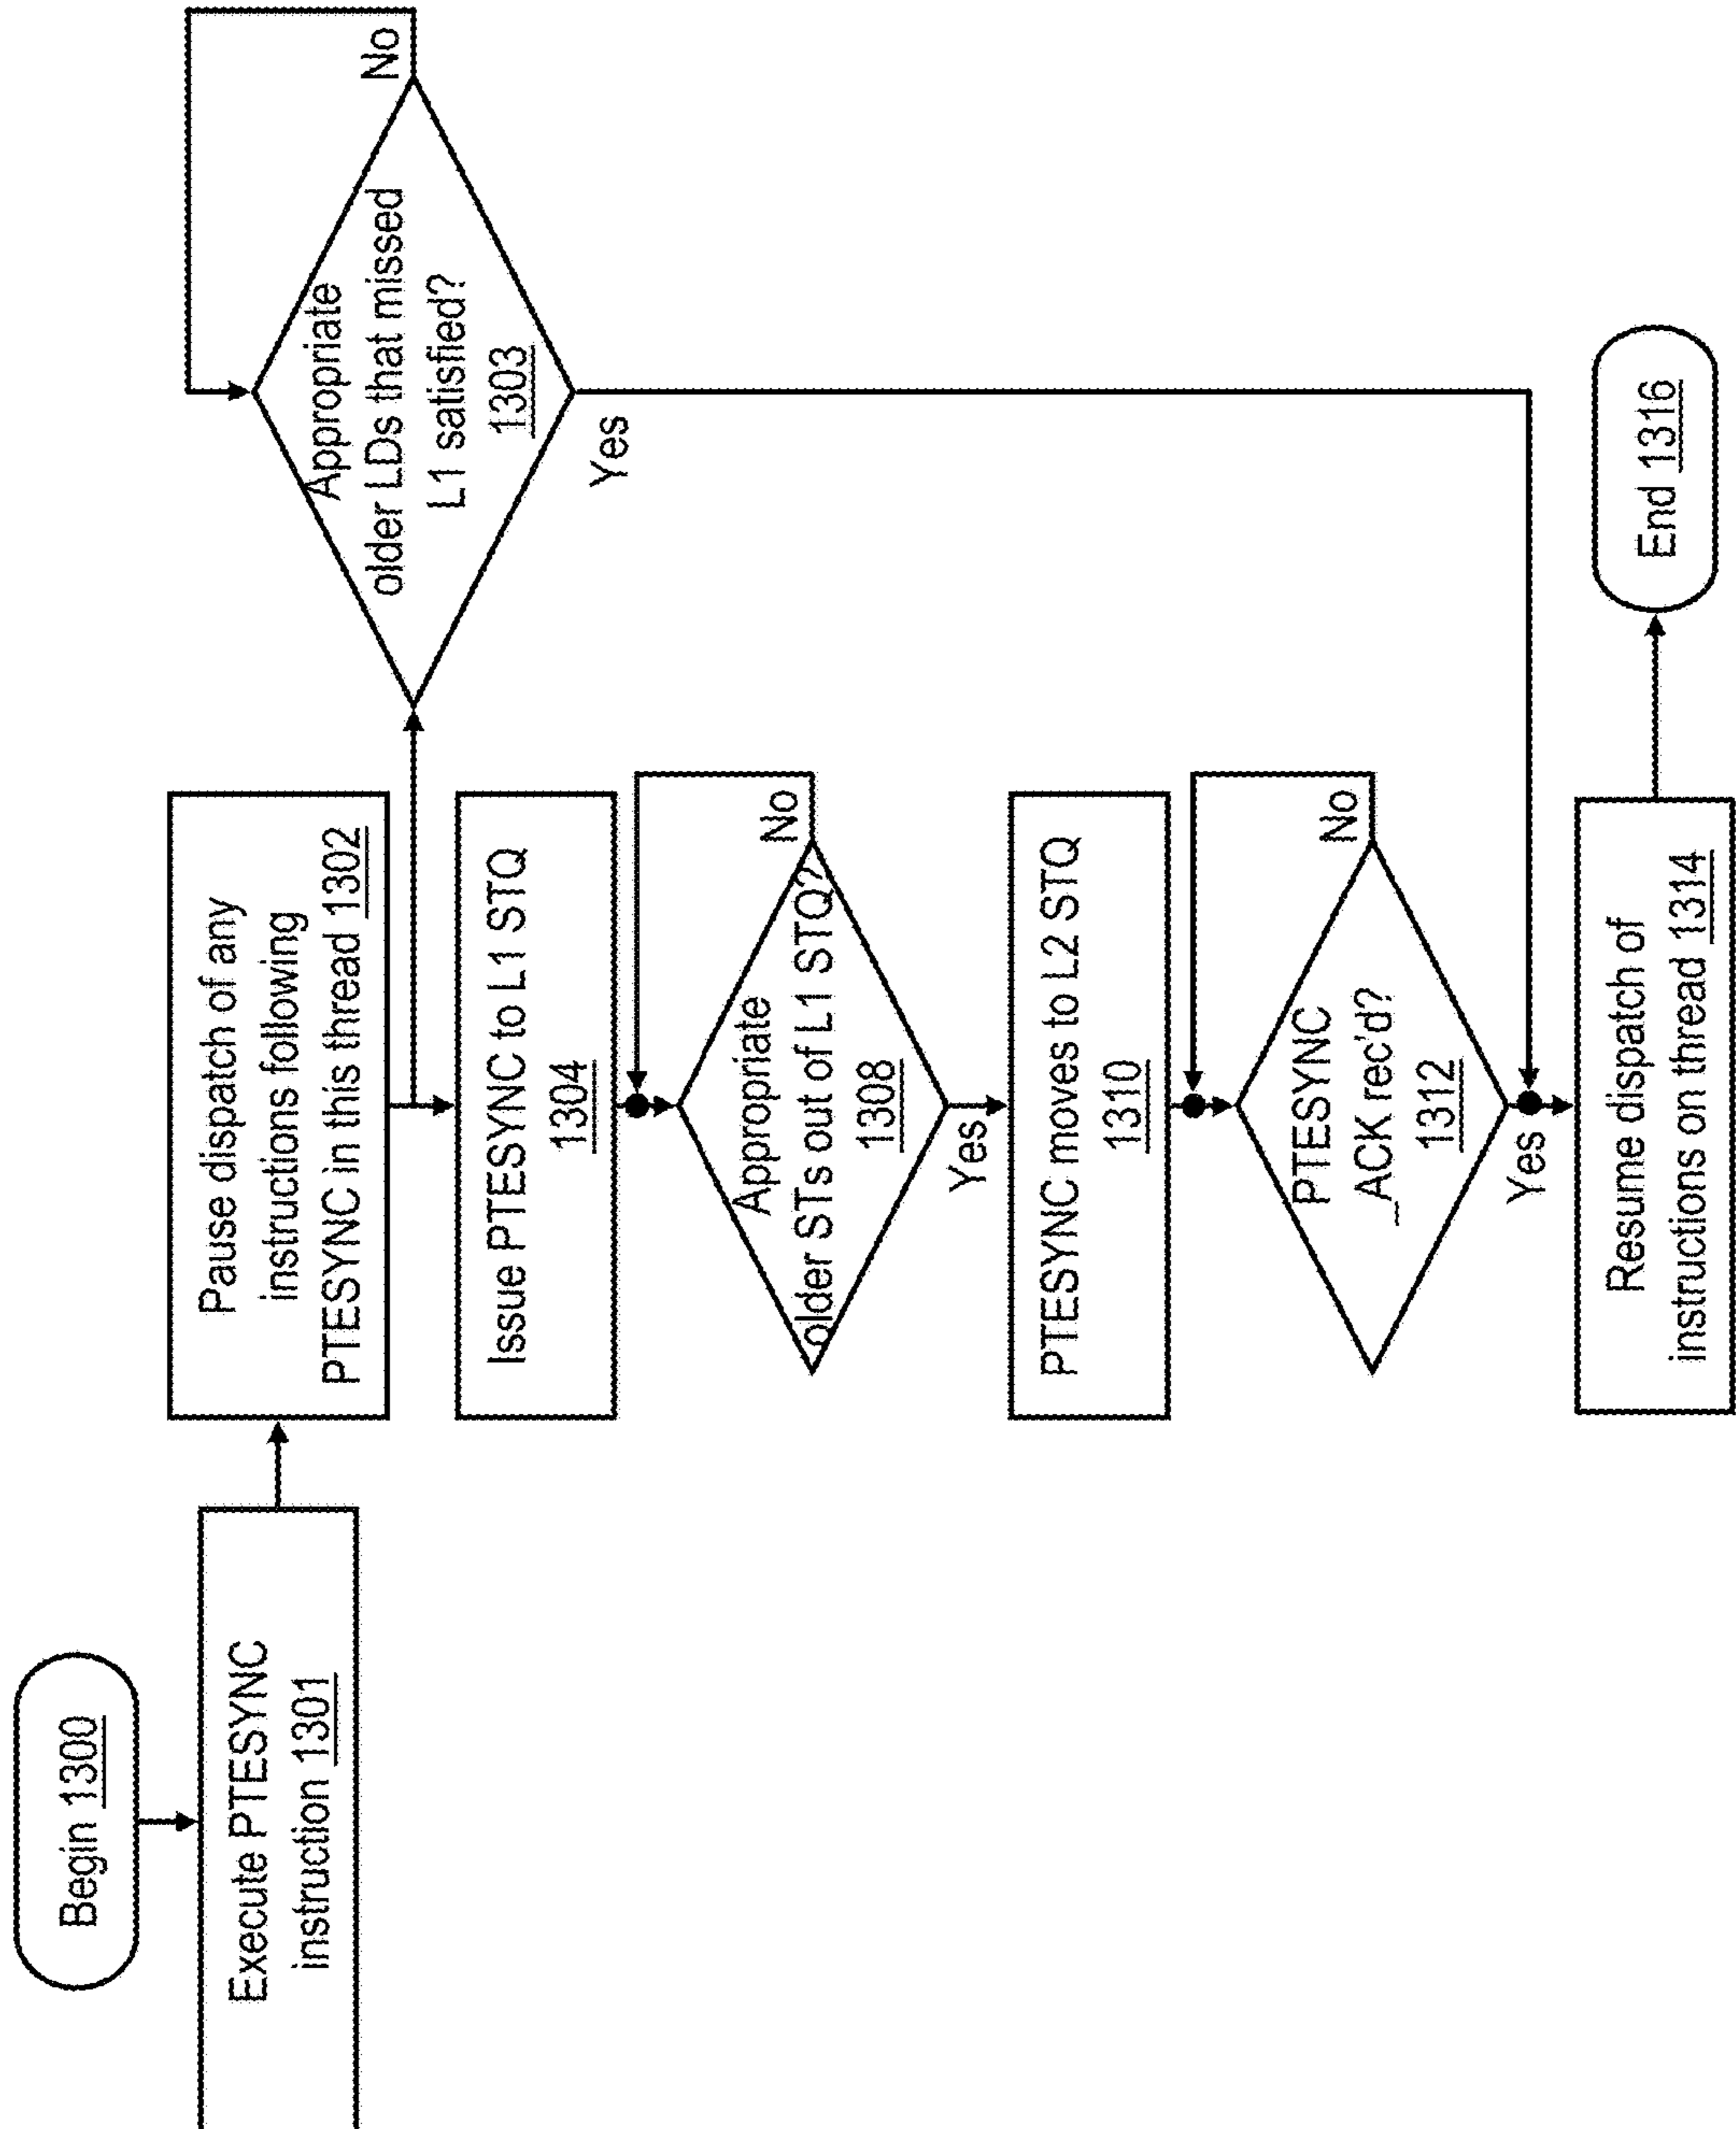 Begin 1300
Execute PTESYNC
instruction 1301
Pause dispatch of any
instructions following
PTESYNC in this thread 1302
Appropriate
older LDs that missed
L1 satisfied?
1303
No
Yes
Issue PTESYNC to L1 STQ
1304
Appropriate
older STs out of L1 STQ?
1308
No
Yes
PTESYNC moves to L2 STQ
1310
PTESYNC
_ACK rec'd?
1312
No
Yes
Resume dispatch of
instructions on thread 1314
End 1316